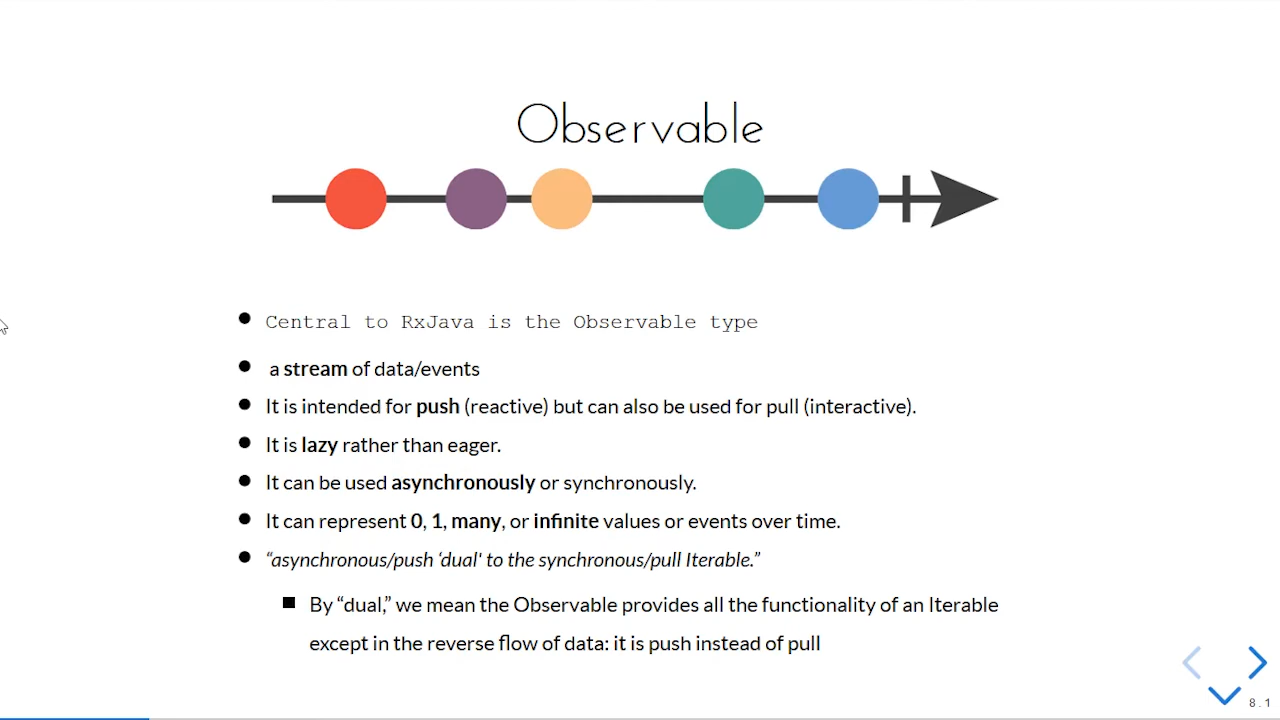 Observable
Central to RxJava is the Observable type
a stream of data/events
It is intended for push (reactive) but can also be used for pull (interactive).
It is lazy rather than eager.
It can be used asynchronously or synchronously.
It can represent 0, 1, many, or infinite values or events over time.
“asynchronous/push ‘dual' to the synchronous/pull Iterable.”
By “dual,” we mean the Observable provides all the functionality of an Iterable
except in the reverse flow of data: it is push instead of pull
8.1